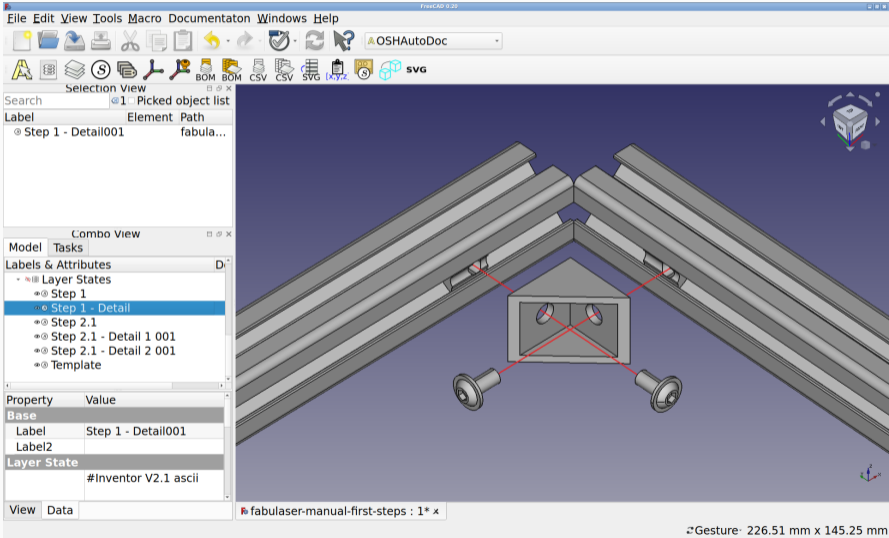 FreeCAD 0.20
File Edit View Tools Macro Documentaton Windows Help
A OSHAutoDoc
BOM BOM CSV CSV SVG [x,y,z] S SVG
Selection View
Search 1 Picked object list
Label Element Path
Step 1 - Detail001 fabula...
Combo View
Model Tasks
Labels & Attributes D
Layer States
Step 1
Step 1 - Detail
Step 2.1
Step 2.1 - Detail 1 001
Step 2.1 - Detail 2 001
Template
Property Value
Base
Label Step 1 - Detail001
Label2
Layer State
#Inventor V2.1 ascii
View Data
fabulaser-manual-first-steps : 1*
Gesture 226.51 mm x 145.25 mm